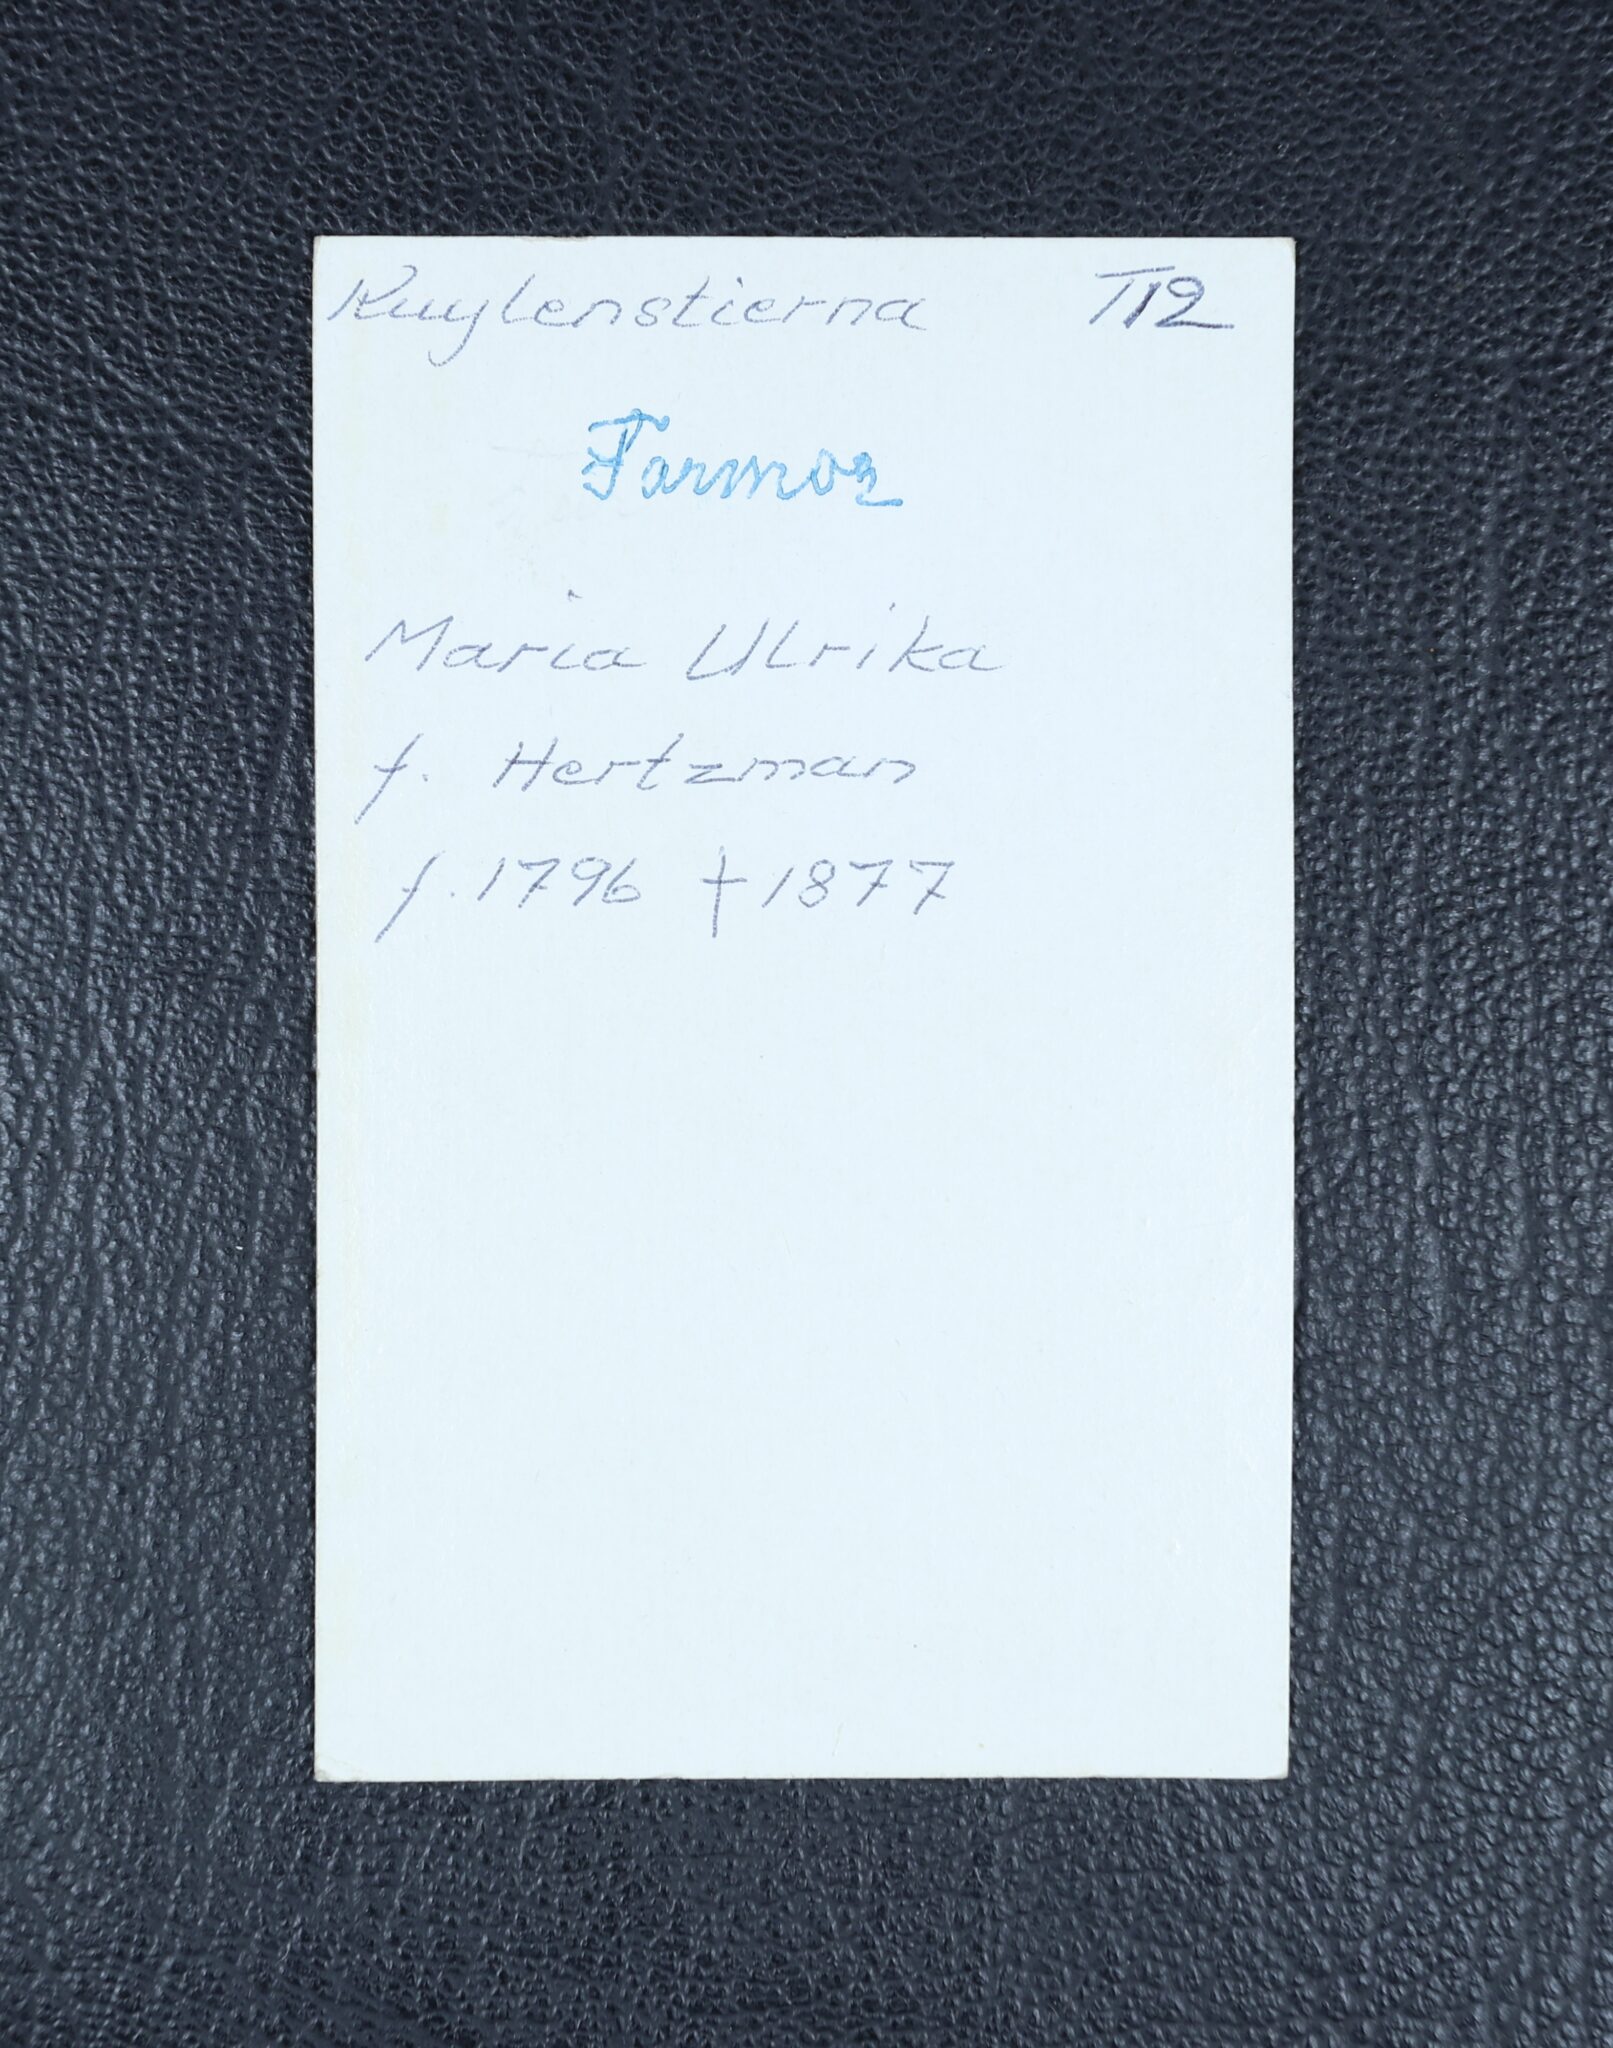 Kuylenstierna T12
Farmor
Maria Ulrika
f. Hertzman
f. 1796 † 1877